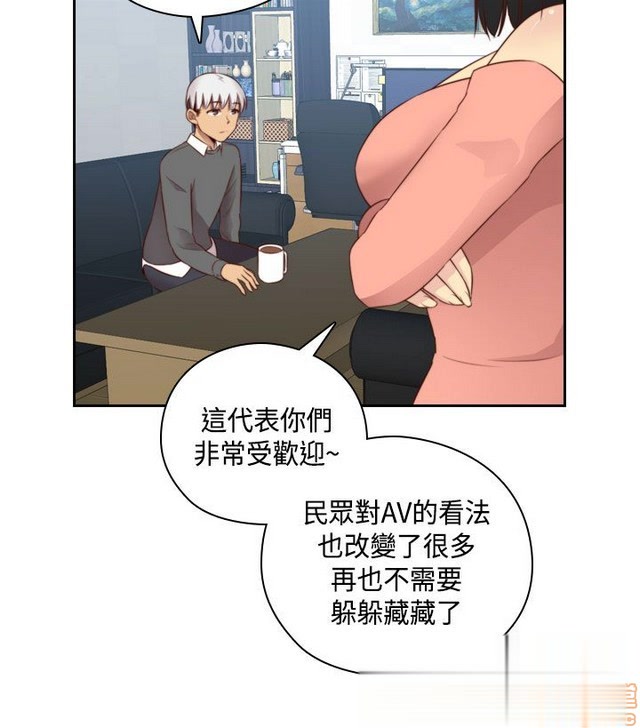 這代表你們
非常受歡迎~
民眾對AV的看法
也改變了很多
再也不需要
躲躲藏藏了